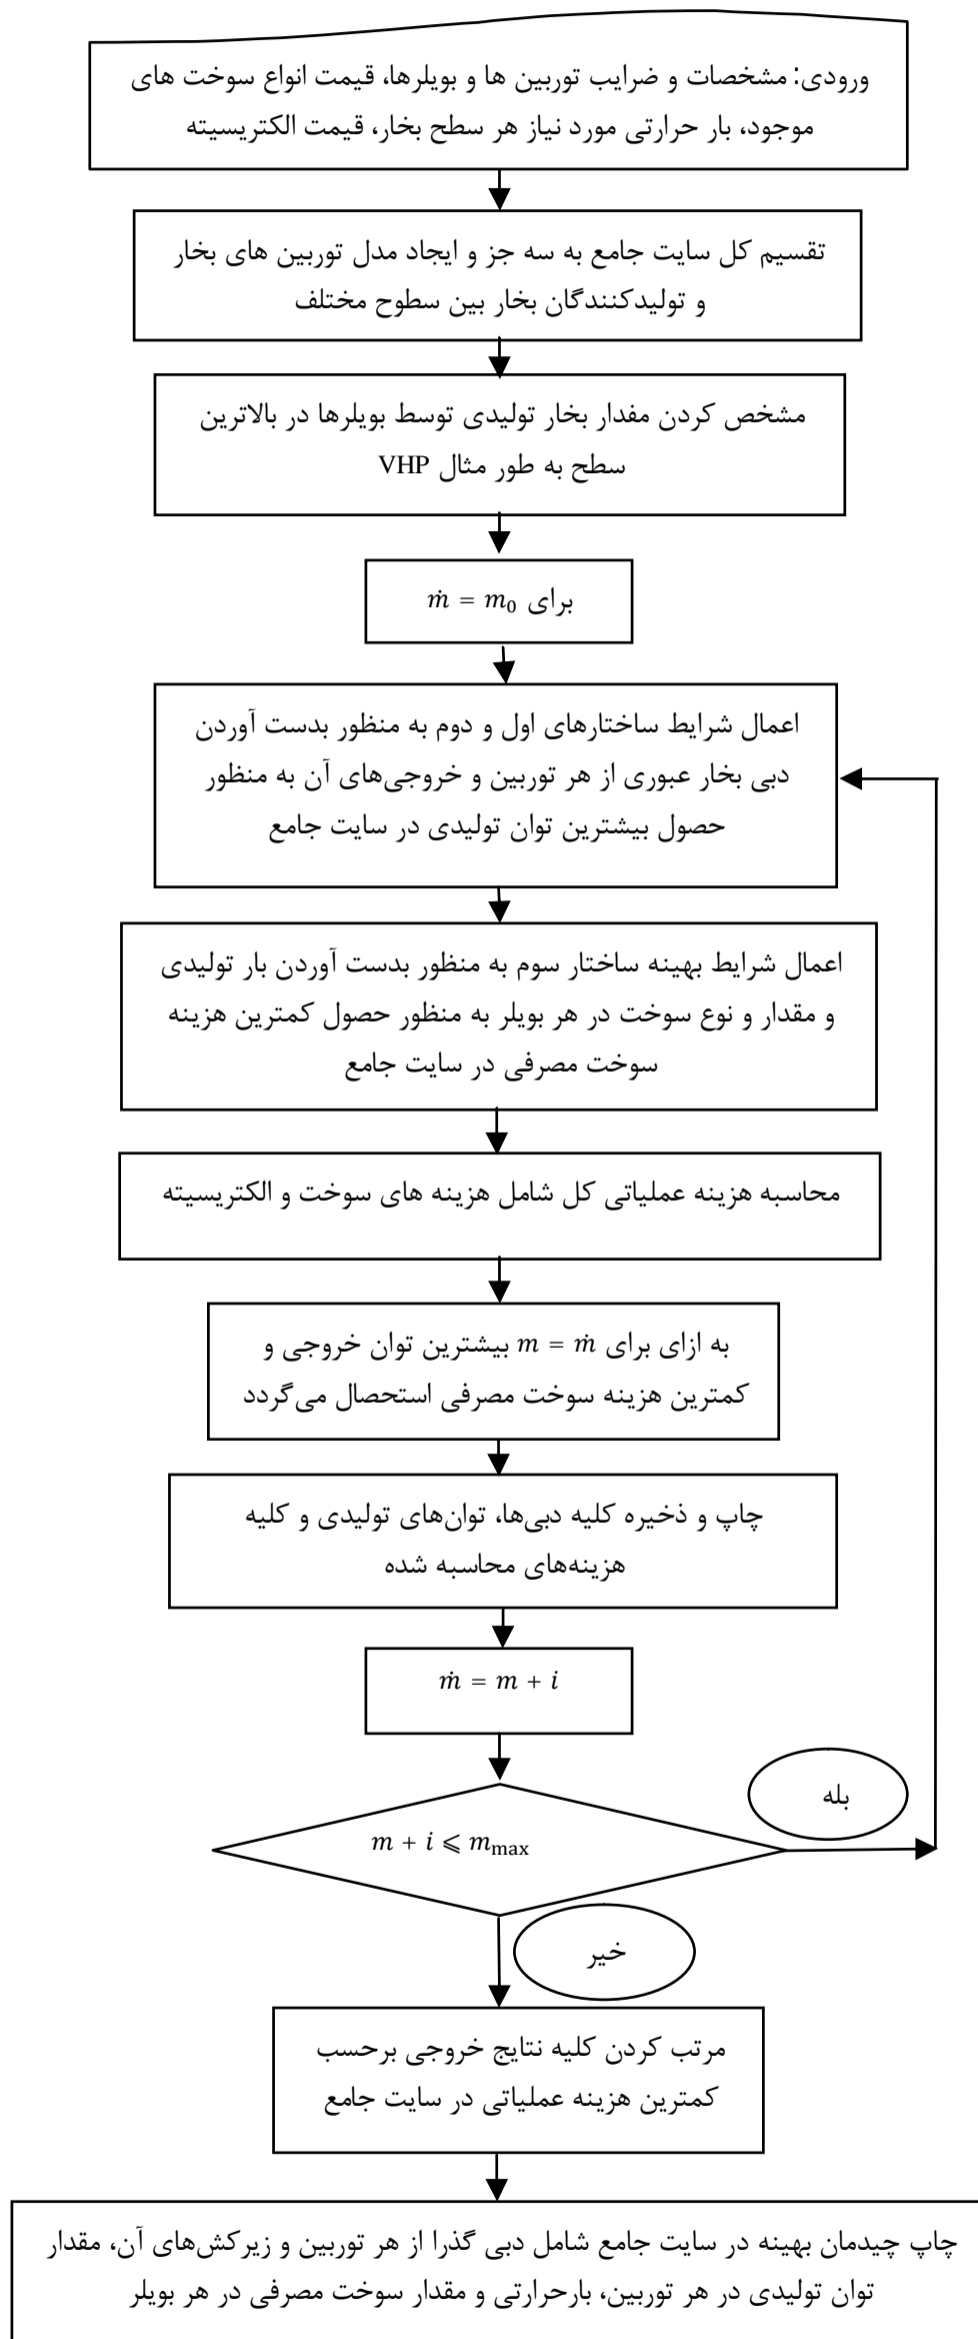 ورودی: مشخصات و ضرایب توربین ها و بویلرها، قیمت انواع سوخت های
موجود، بار حرارتی مورد نیاز هر سطح بخار، قیمت الکتریسیته
تقسیم کل سایت جامع به سه جز و ایجاد مدل توربین های بخار
و تولیدکنندگان بخار بین سطوح مختلف
مشخص کردن مفدار بخار تولیدی توسط بویلرها در بالاترین
سطح به طور مثال VHP
برای ṁ = m₀
اعمال شرایط ساختارهای اول و دوم به منظور بدست آوردن
دبی بخار عبوری از هر توربین و خروجی‌های آن به منظور
حصول بیشترین توان تولیدی در سایت جامع
اعمال شرایط بهینه ساختار سوم به منظور بدست آوردن بار تولیدی
و مقدار و نوع سوخت در هر بویلر به منظور حصول کمترین هزینه
سوخت مصرفی در سایت جامع
محاسبه هزینه عملیاتی کل شامل هزینه های سوخت و الکتریسیته
به ازای برای m = ṁ بیشترین توان خروجی و
کمترین هزینه سوخت مصرفی استحصال می‌گردد
چاپ و ذخیره کلیه دبی‌ها، توان‌های تولیدی و کلیه
هزینه‌های محاسبه شده
ṁ = m + i
بله
m + i ⩽ m_max
خیر
مرتب کردن کلیه نتایج خروجی برحسب
کمترین هزینه عملیاتی در سایت جامع
چاپ چیدمان بهینه در سایت جامع شامل دبی گذرا از هر توربین و زیرکش‌های آن، مقدار
توان تولیدی در هر توربین، بارحرارتی و مقدار سوخت مصرفی در هر بویلر